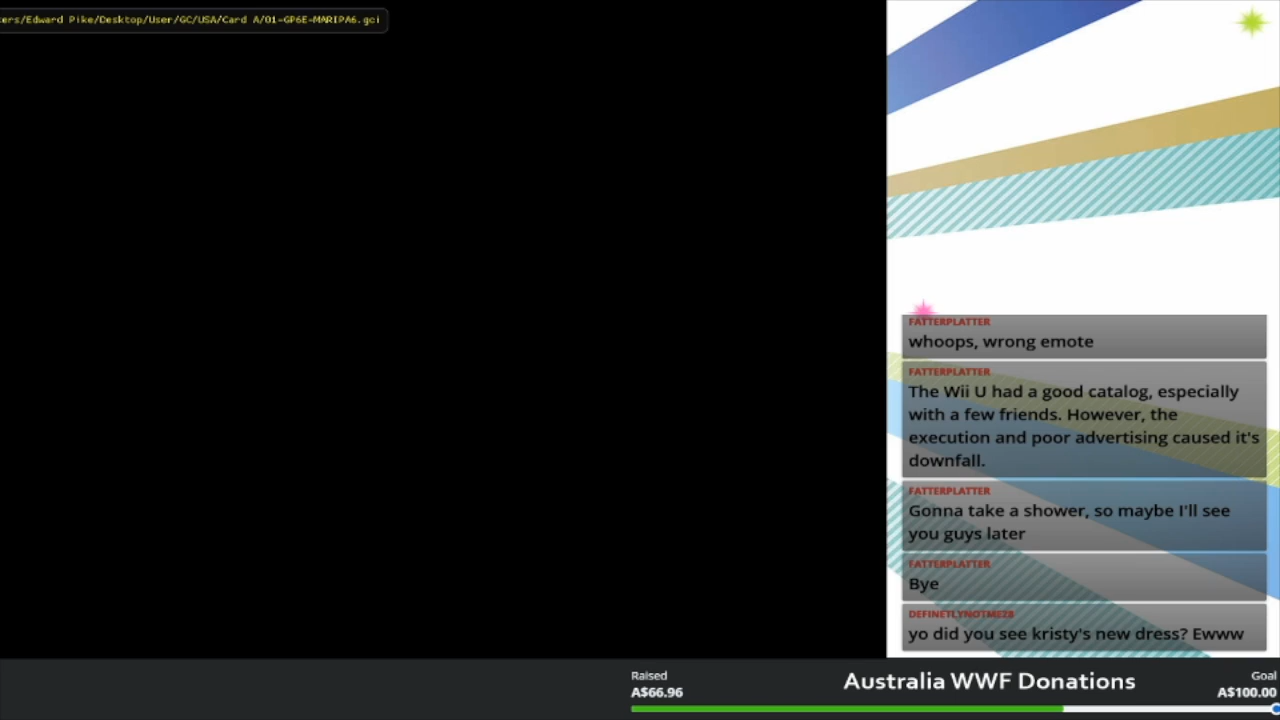 ers/Edward Pike/Desktop/User/GC/USA/Card A/01-GP6E-MARIPA6.gci
FATTERPLATTER
whoops, wrong emote
FATTERPLATTER
The Wii U had a good catalog, especially
with a few friends. However, the
execution and poor advertising caused it's
downfall.
FATTERPLATTER
Gonna take a shower, so maybe I'll see
you guys later
FATTERPLATTER
Bye
DEFINETLYNOTME28
yo did you see kristy's new dress? Ewww
Raised
A$66.96
Australia WWF Donations
Goal
A$100.00